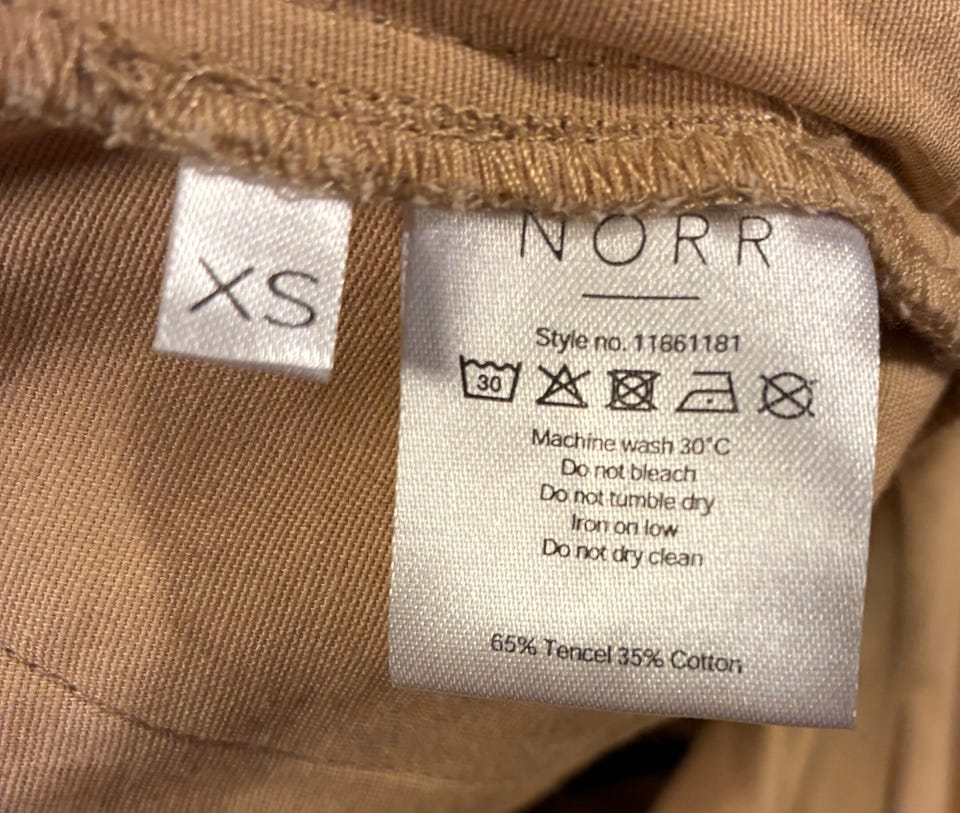 XS
NORR
Style no. 11661181
30
Machine wash 30°C
Do not bleach
Do not tumble dry
Iron on low
Do not dry clean
65% Tencel 35% Cotton